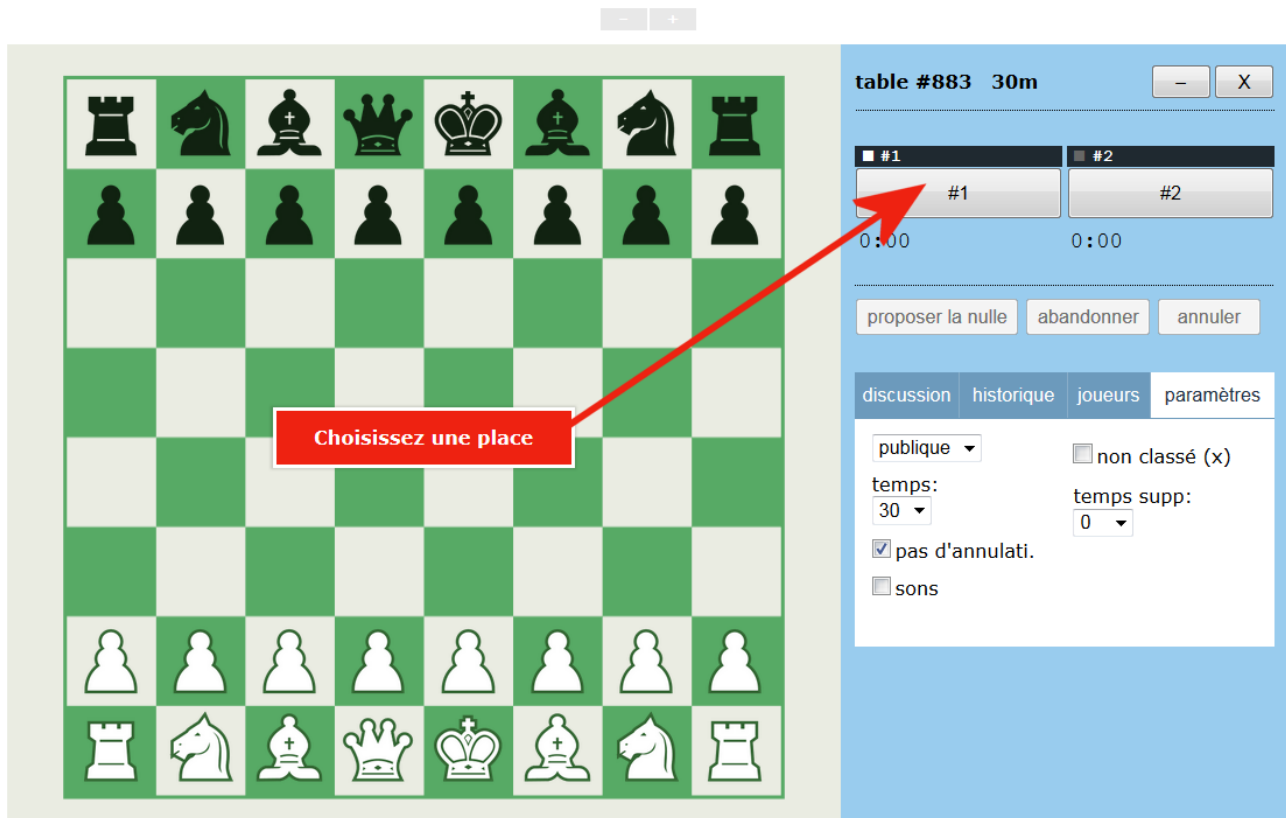 – +
table #883 30m – X
#1 #2
#1 #2
0:00 0:00
proposer la nulle abandonner annuler
discussion historique joueurs paramètres
Choisissez une place
publique
non classé (x)
temps:
30
temps supp:
0
pas d'annulati.
sons